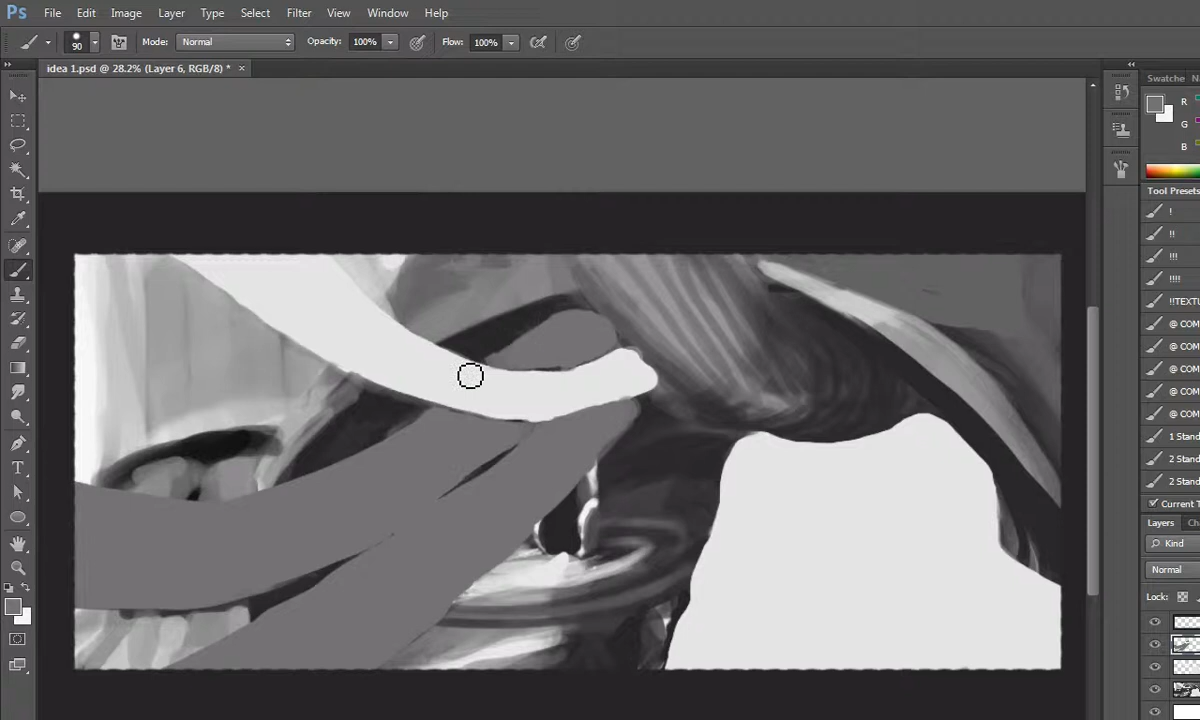 Ps File Edit Image Layer Type Select Filter View Window Help
90 Mode: Normal Opacity: 100% Flow: 100%
idea 1.psd @ 28.2% (Layer 6, RGB/8) * ×
Swatche
R
G
B
Tool Presets
!
!!
!!!
!!!!
!!TEXTU
@ COM
@ COM
@ COM
@ COM
@ COM
1 Stand
2 Stand
2 Stand
Current T
Layers
Kind
Normal
Lock: